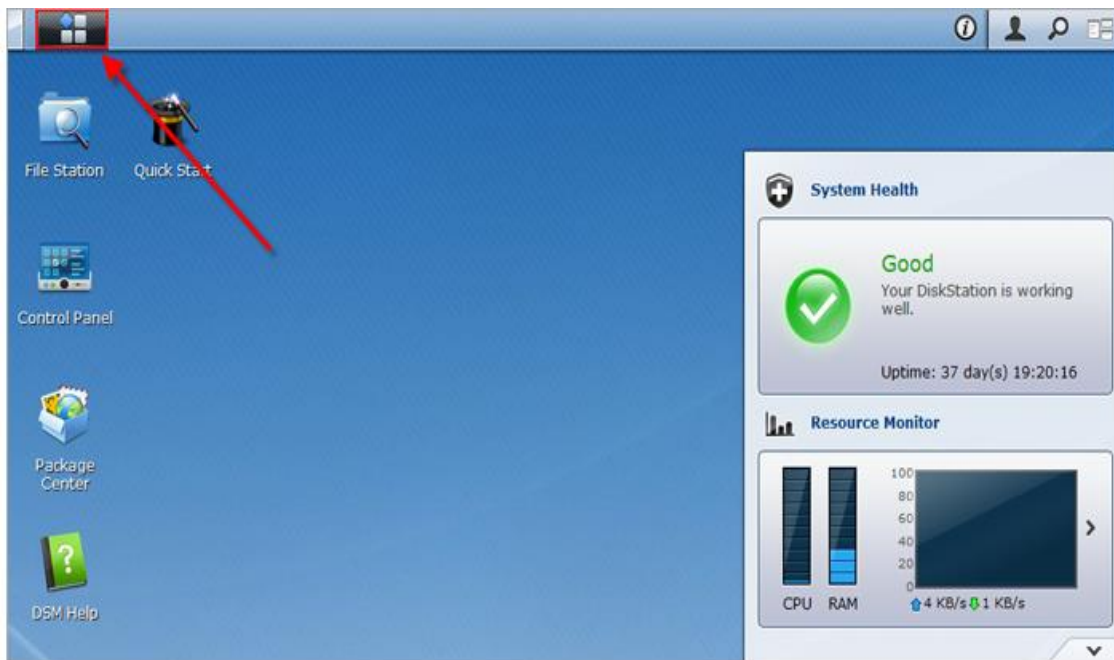 File Station
Quick Start
Control Panel
Package
Center
DSM Help
System Health
Good
Your DiskStation is working
well.
Uptime: 37 day(s) 19:20:16
Resource Monitor
100
80
60
40
20
0
CPU RAM
4 KB/s 1 KB/s